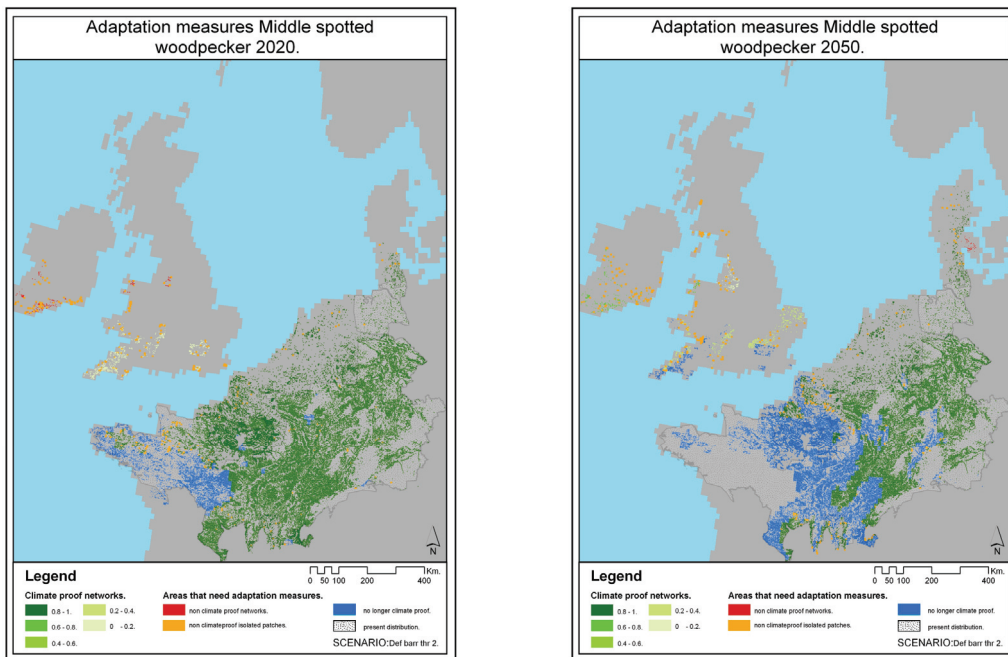 Adaptation measures Middle spotted
woodpecker 2020.
N
Legend
Km.
0 50 100 200 400
Climate proof networks.
Areas that need adaptation measures.
0.8 - 1.
0.2 - 0.4.
non climate proof networks.
no longer climate proof.
0.6 - 0.8.
0 - 0.2.
non climateproof isolated patches.
present distribution.
0.4 - 0.6.
SCENARIO:Def barr thr 2.
Adaptation measures Middle spotted
woodpecker 2050.
N
Legend
Km.
0 50 100 200 400
Climate proof networks.
Areas that need adaptation measures.
0.8 - 1.
0.2 - 0.4.
non climate proof networks.
no longer climate proof.
0.6 - 0.8.
0 - 0.2.
non climateproof isolated patches.
present distribution.
0.4 - 0.6.
SCENARIO:Def barr thr 2.